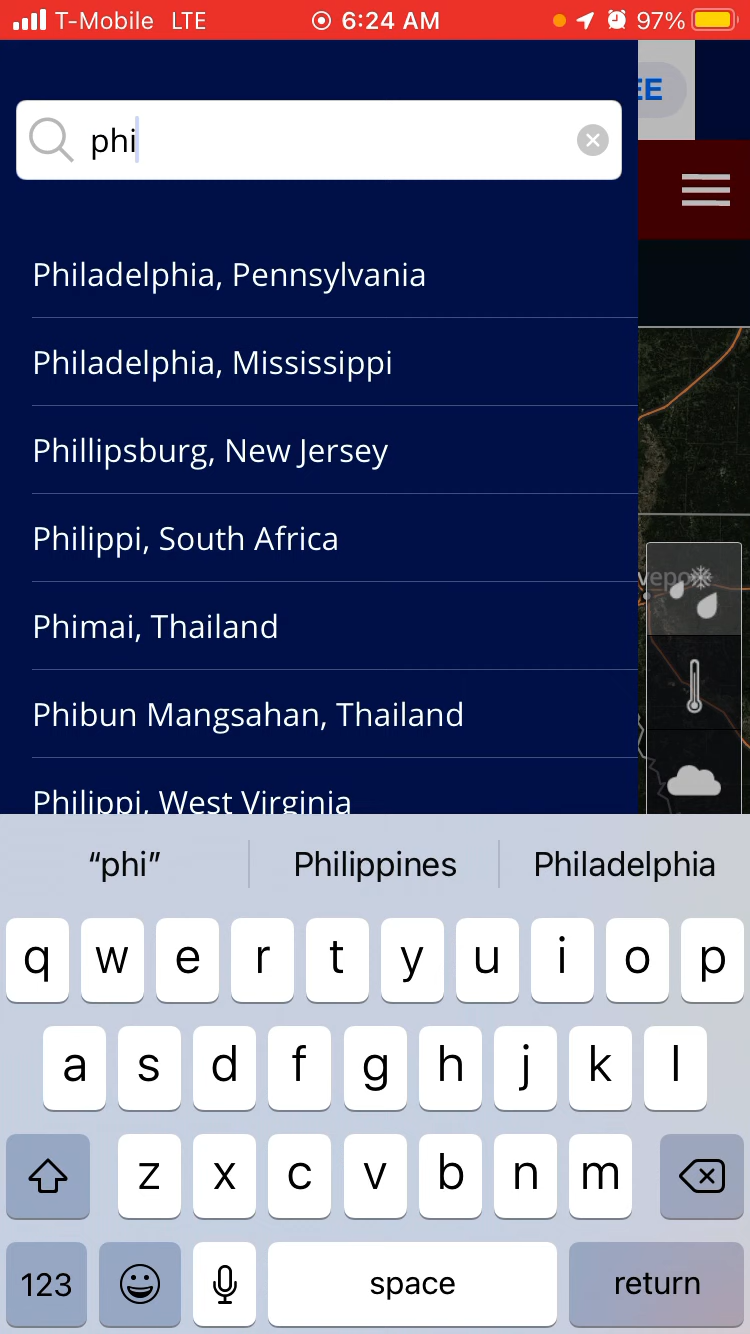 T-Mobile LTE 6:24 AM 97%
EE
phi
Philadelphia, Pennsylvania
Philadelphia, Mississippi
Phillipsburg, New Jersey
Philippi, South Africa
Phimai, Thailand
Phibun Mangsahan, Thailand
Philippi, West Virginia
“phi” Philippines Philadelphia
q w e r t y u i o p
a s d f g h j k l
z x c v b n m
123 space return